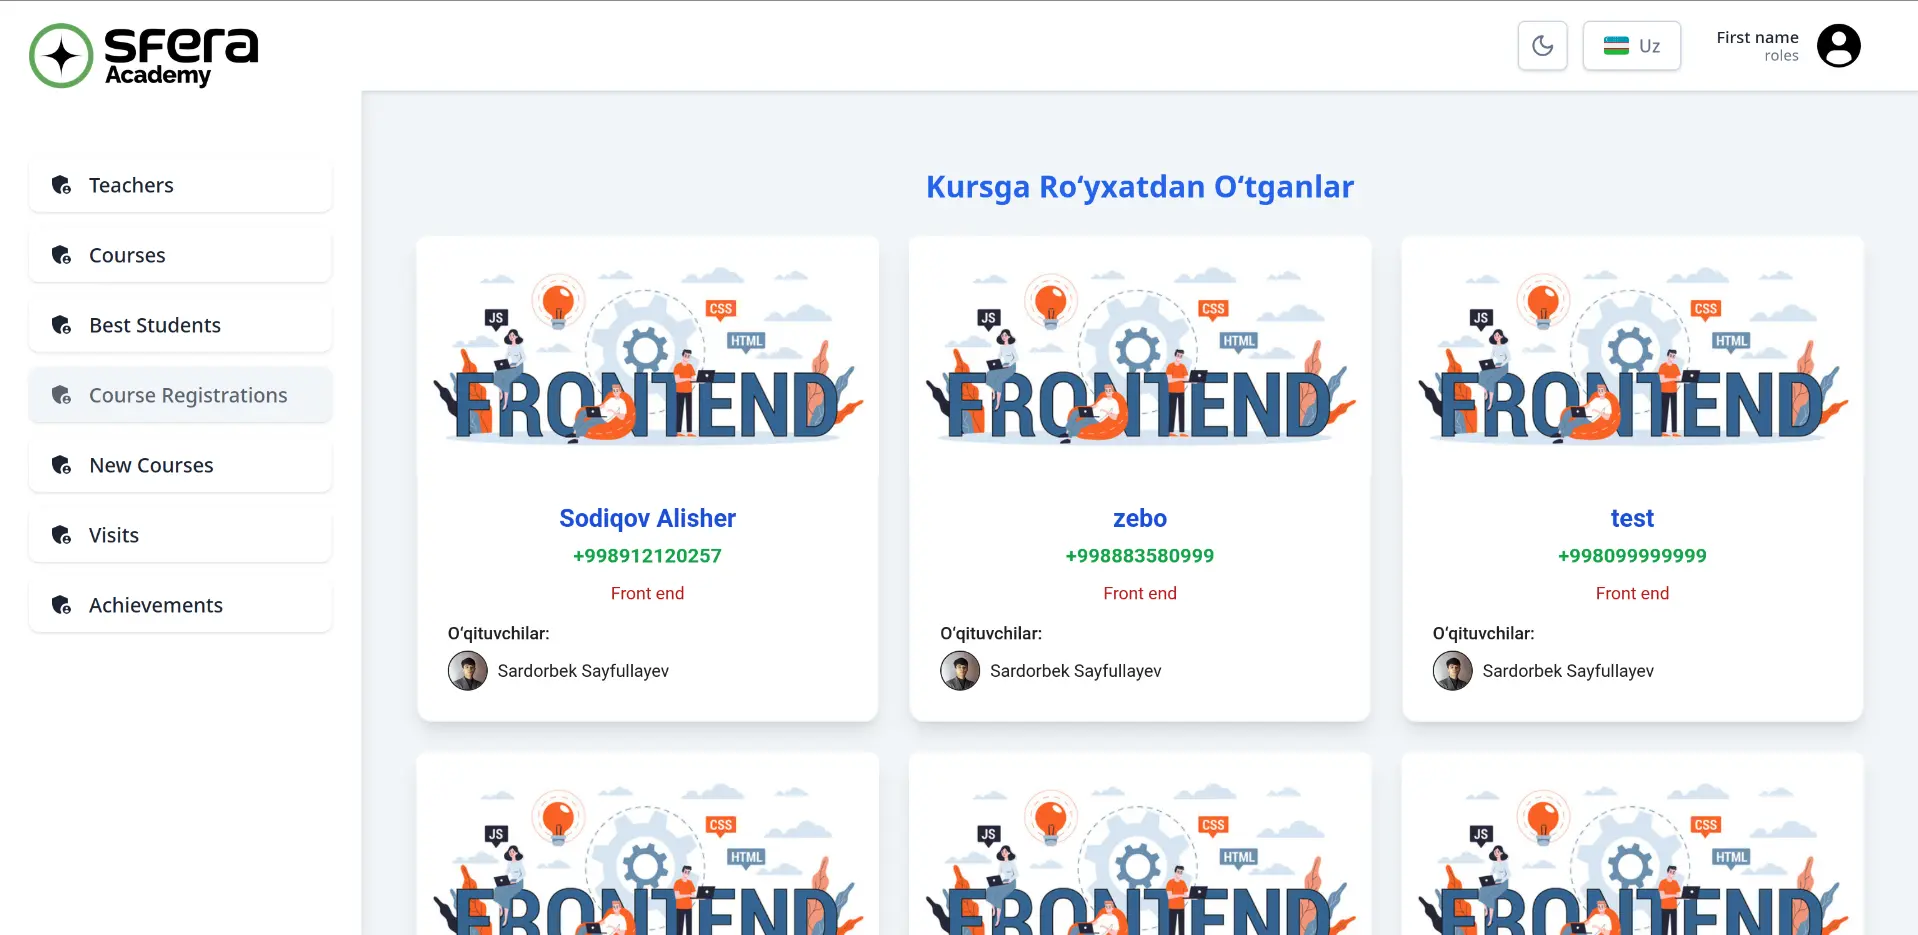 sfera
Academy
Uz
First name
roles
Teachers
Courses
Best Students
Course Registrations
New Courses
Visits
Achievements
Kursga Ro‘yxatdan O‘tganlar
JS
CSS
HTML
FRONTEND
Sodiqov Alisher
+998912120257
Front end
O‘qituvchilar:
Sardorbek Sayfullayev
JS
CSS
HTML
FRONTEND
zebo
+998883580999
Front end
O‘qituvchilar:
Sardorbek Sayfullayev
JS
CSS
HTML
FRONTEND
test
+998099999999
Front end
O‘qituvchilar:
Sardorbek Sayfullayev
JS
CSS
HTML
FRONTEND
JS
CSS
HTML
FRONTEND
JS
CSS
HTML
FRONTEND